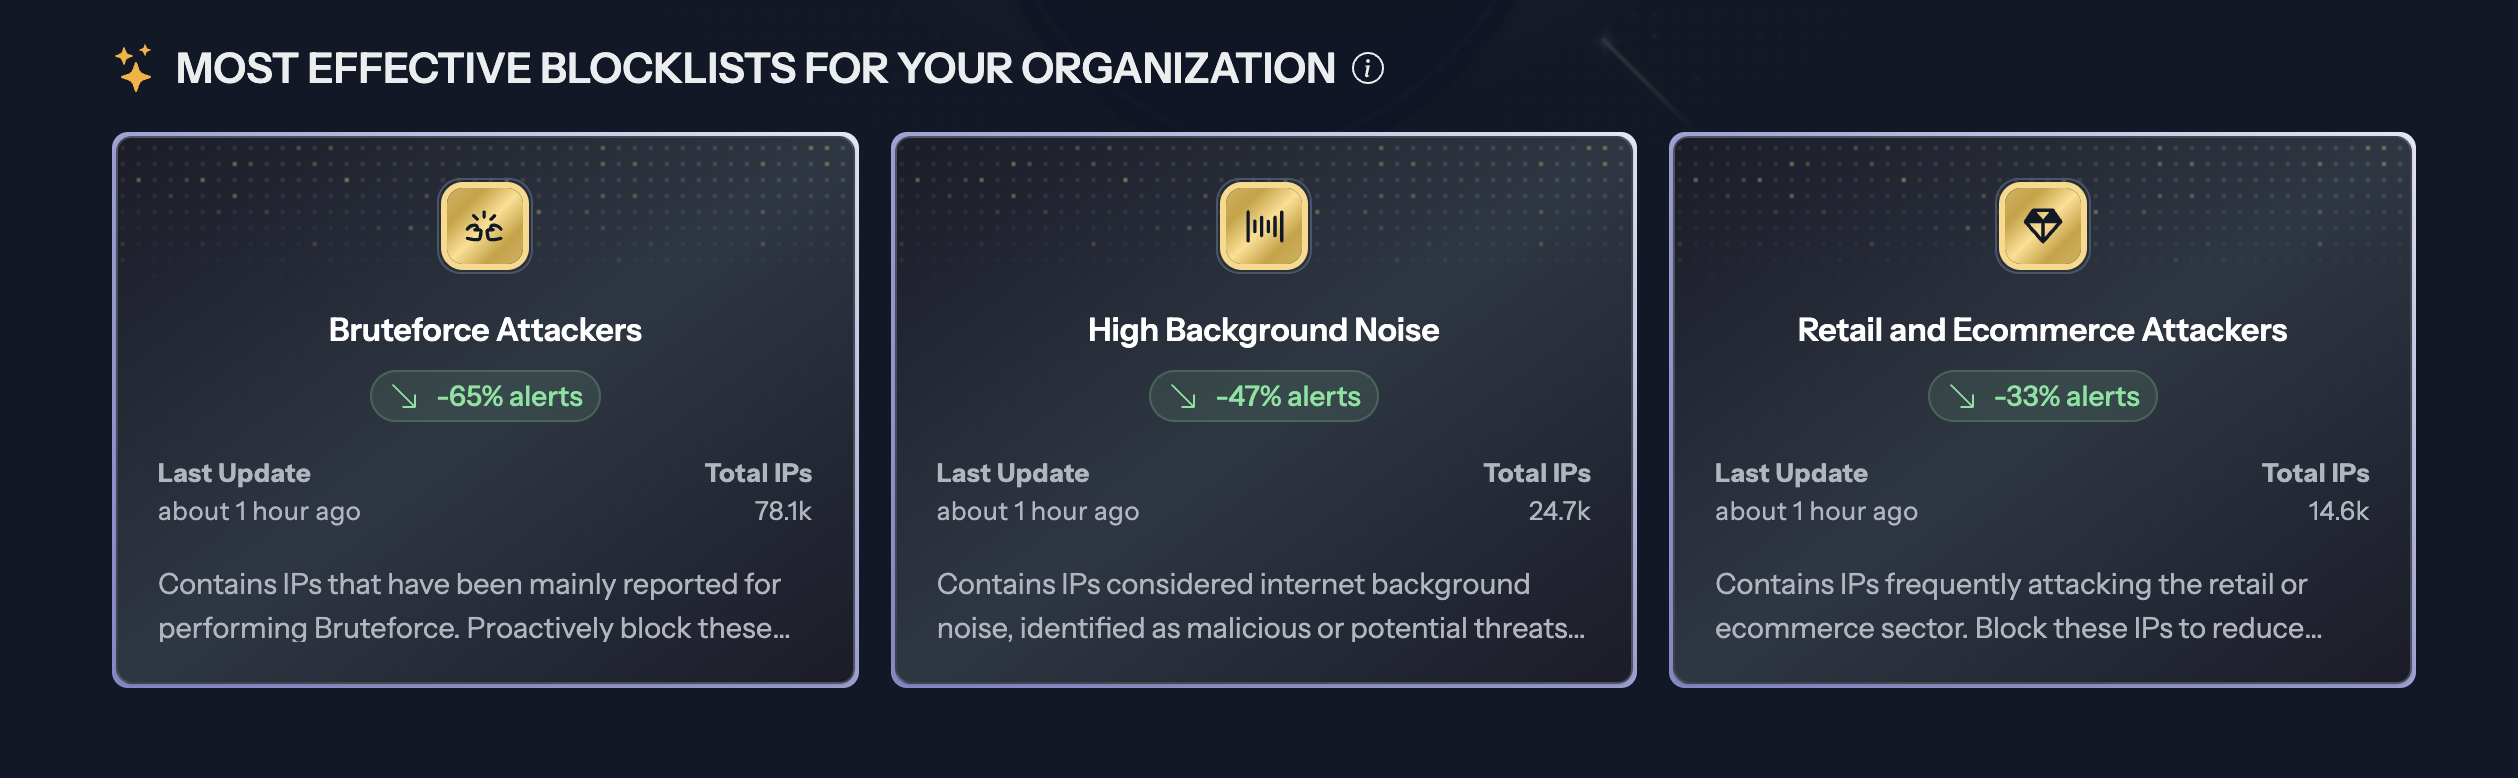 MOST EFFECTIVE BLOCKLISTS FOR YOUR ORGANIZATION
Bruteforce Attackers
-65% alerts
Last Update
Total IPs
about 1 hour ago
78.1k
Contains IPs that have been mainly reported for
performing Bruteforce. Proactively block these...
High Background Noise
-47% alerts
Last Update
Total IPs
about 1 hour ago
24.7k
Contains IPs considered internet background
noise, identified as malicious or potential threats...
Retail and Ecommerce Attackers
-33% alerts
Last Update
Total IPs
about 1 hour ago
14.6k
Contains IPs frequently attacking the retail or
ecommerce sector. Block these IPs to reduce...